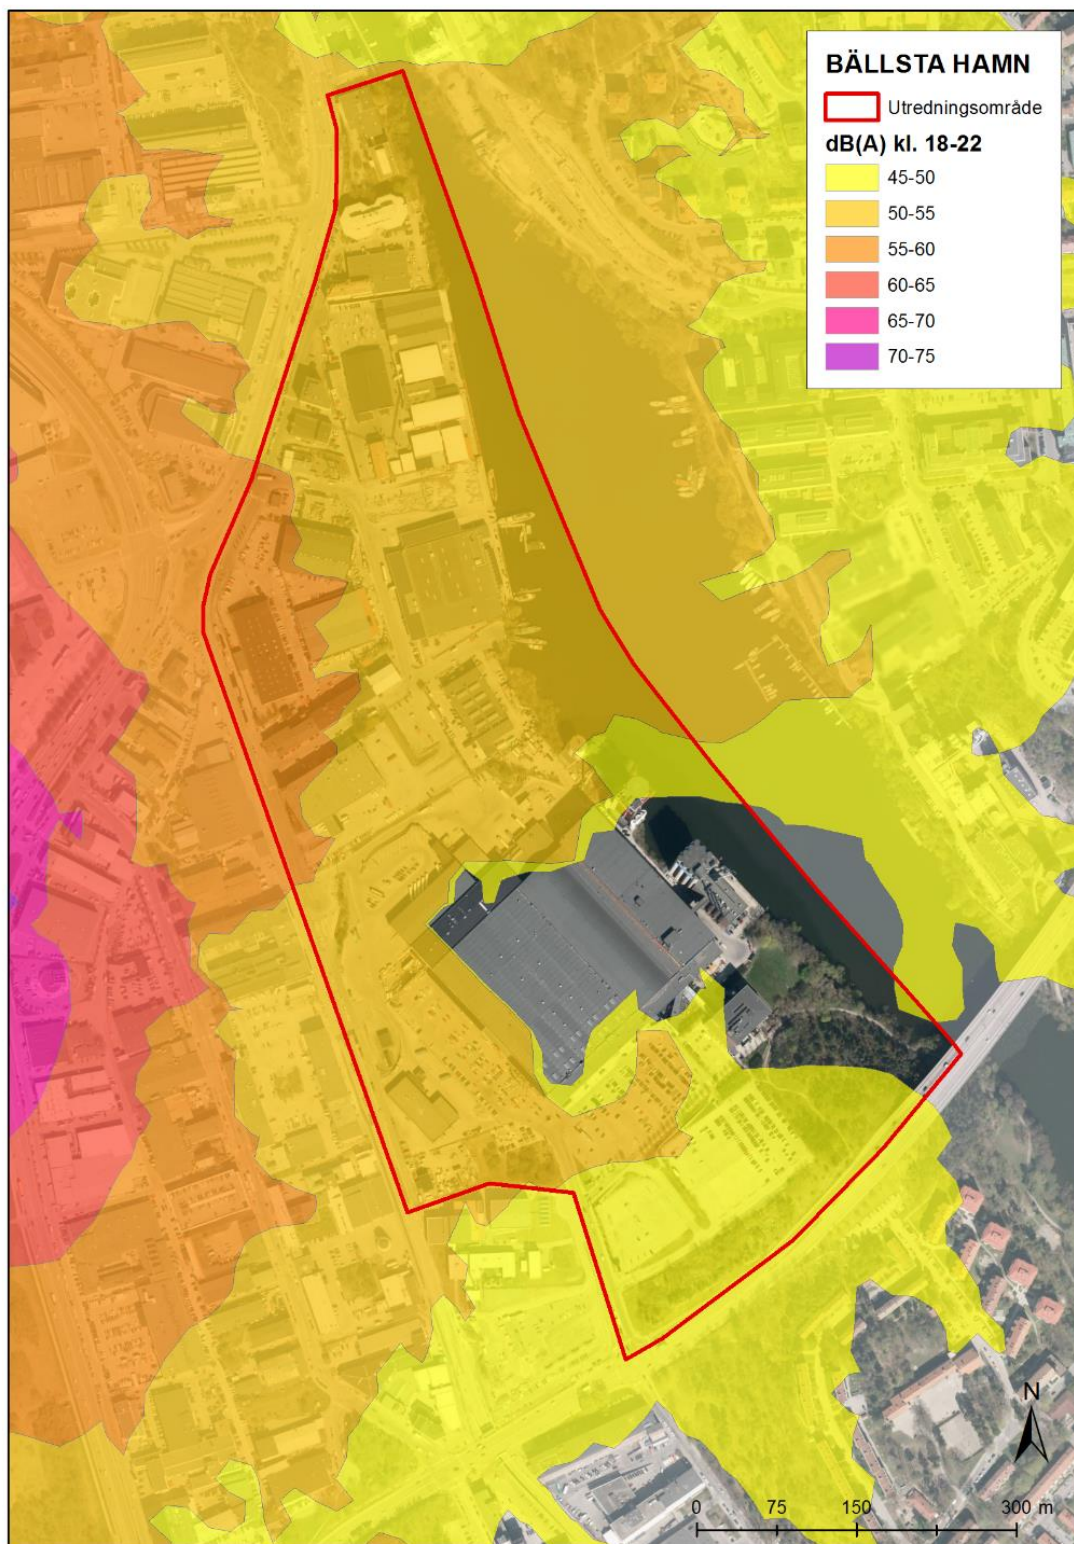 BÄLLSTA HAMN
Utredningsområde
dB(A) kl. 18-22
45-50
50-55
55-60
60-65
65-70
70-75
N
0 75 150 300 m